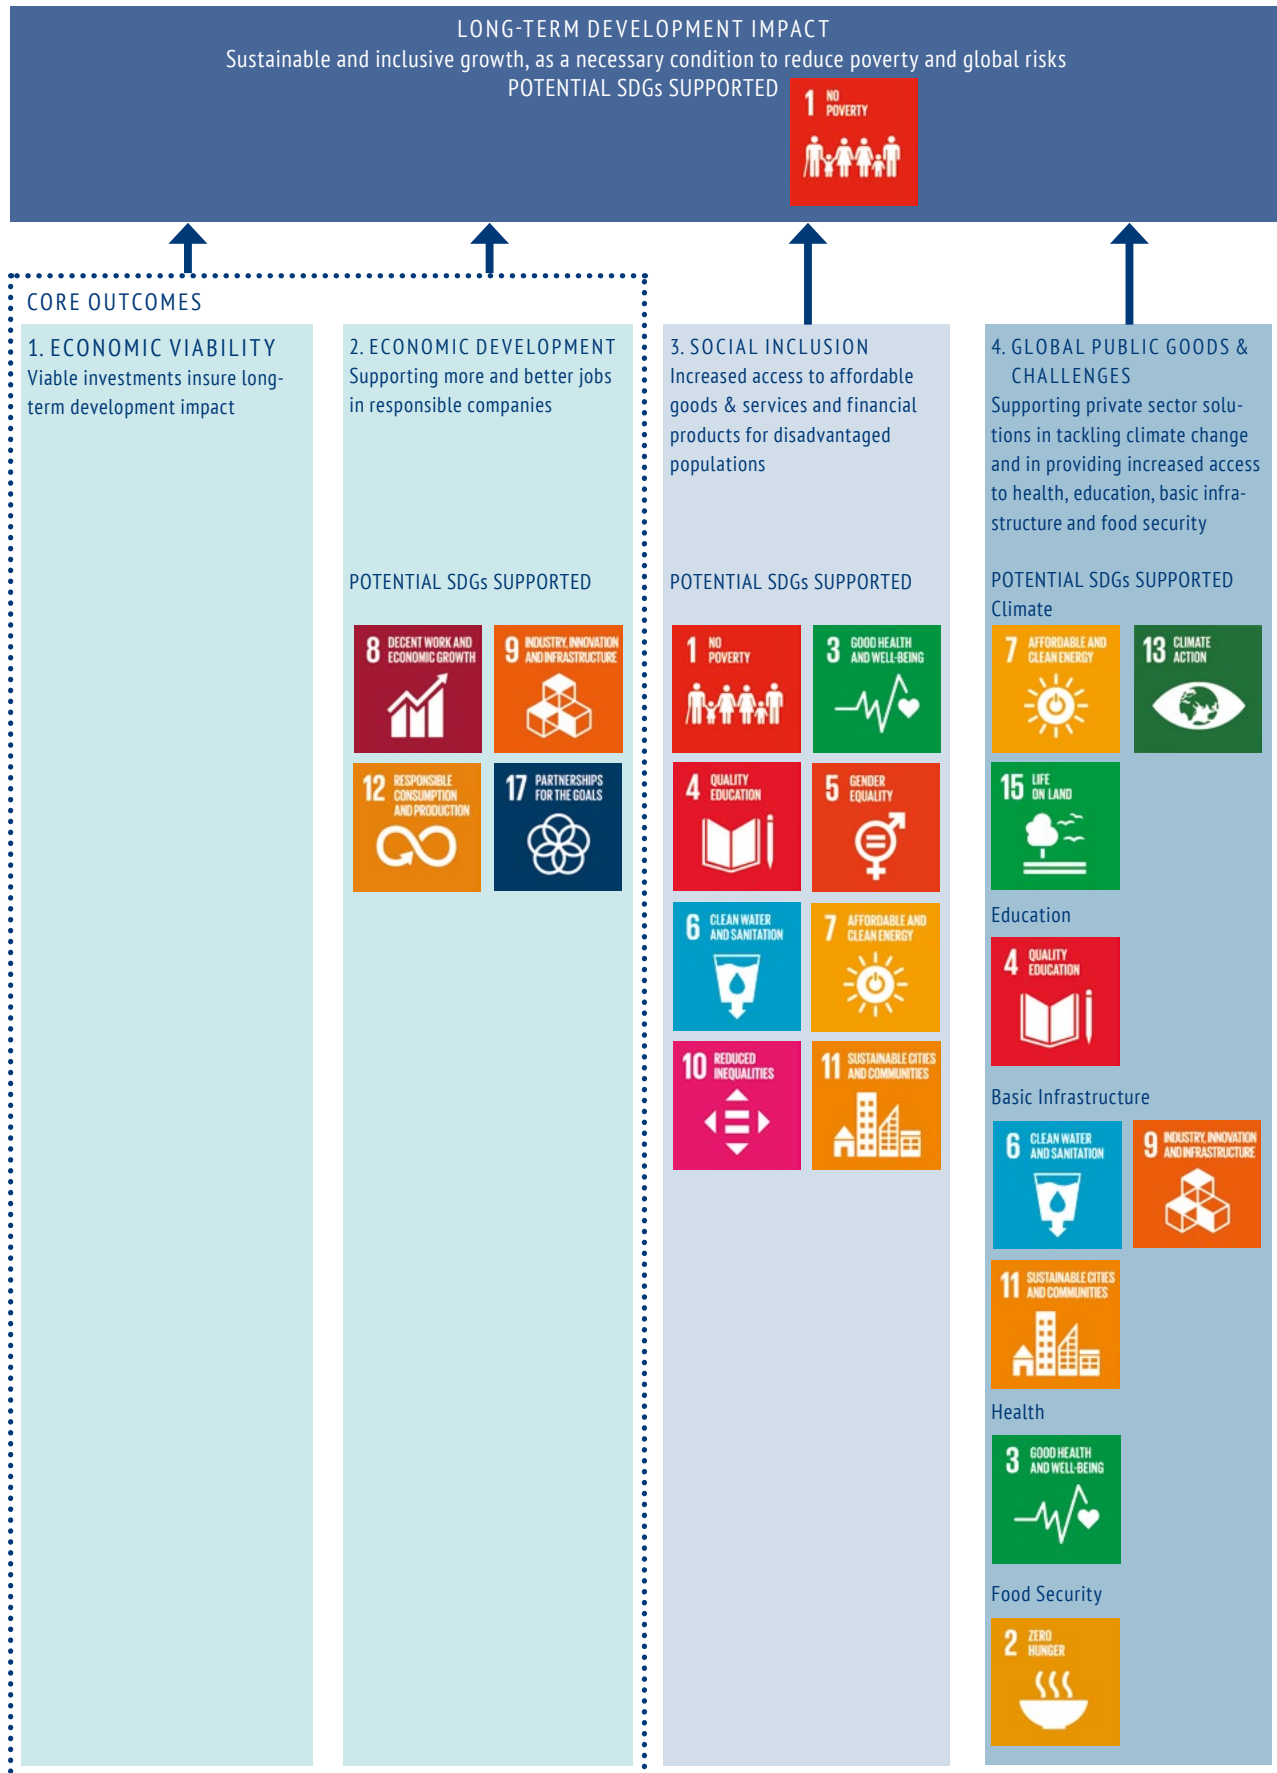 LONG-TERM DEVELOPMENT IMPACT
Sustainable and inclusive growth, as a necessary condition to reduce poverty and global risks
POTENTIAL SDGs SUPPORTED
1 NO
POVERTY
CORE OUTCOMES
1. ECONOMIC VIABILITY
Viable investments insure long-
term development impact
2. ECONOMIC DEVELOPMENT
Supporting more and better jobs
in responsible companies
POTENTIAL SDGs SUPPORTED
8 DECENT WORK AND
ECONOMIC GROWTH
9 INDUSTRY, INNOVATION
AND INFRASTRUCTURE
12 RESPONSIBLE
CONSUMPTION
AND PRODUCTION
17 PARTNERSHIPS
FOR THE GOALS
3. SOCIAL INCLUSION
Increased access to affordable
goods & services and financial
products for disadvantaged
populations
POTENTIAL SDGs SUPPORTED
1 NO
POVERTY
3 GOOD HEALTH
AND WELL-BEING
4 QUALITY
EDUCATION
5 GENDER
EQUALITY
6 CLEAN WATER
AND SANITATION
7 AFFORDABLE AND
CLEAN ENERGY
10 REDUCED
INEQUALITIES
11 SUSTAINABLE CITIES
AND COMMUNITIES
4. GLOBAL PUBLIC GOODS &
CHALLENGES
Supporting private sector solu-
tions in tackling climate change
and in providing increased access
to health, education, basic infra-
structure and food security
POTENTIAL SDGs SUPPORTED
Climate
7 AFFORDABLE AND
CLEAN ENERGY
13 CLIMATE
ACTION
15 LIFE
ON LAND
Education
4 QUALITY
EDUCATION
Basic Infrastructure
6 CLEAN WATER
AND SANITATION
9 INDUSTRY, INNOVATION
AND INFRASTRUCTURE
11 SUSTAINABLE CITIES
AND COMMUNITIES
Health
3 GOOD HEALTH
AND WELL-BEING
Food Security
2 ZERO
HUNGER